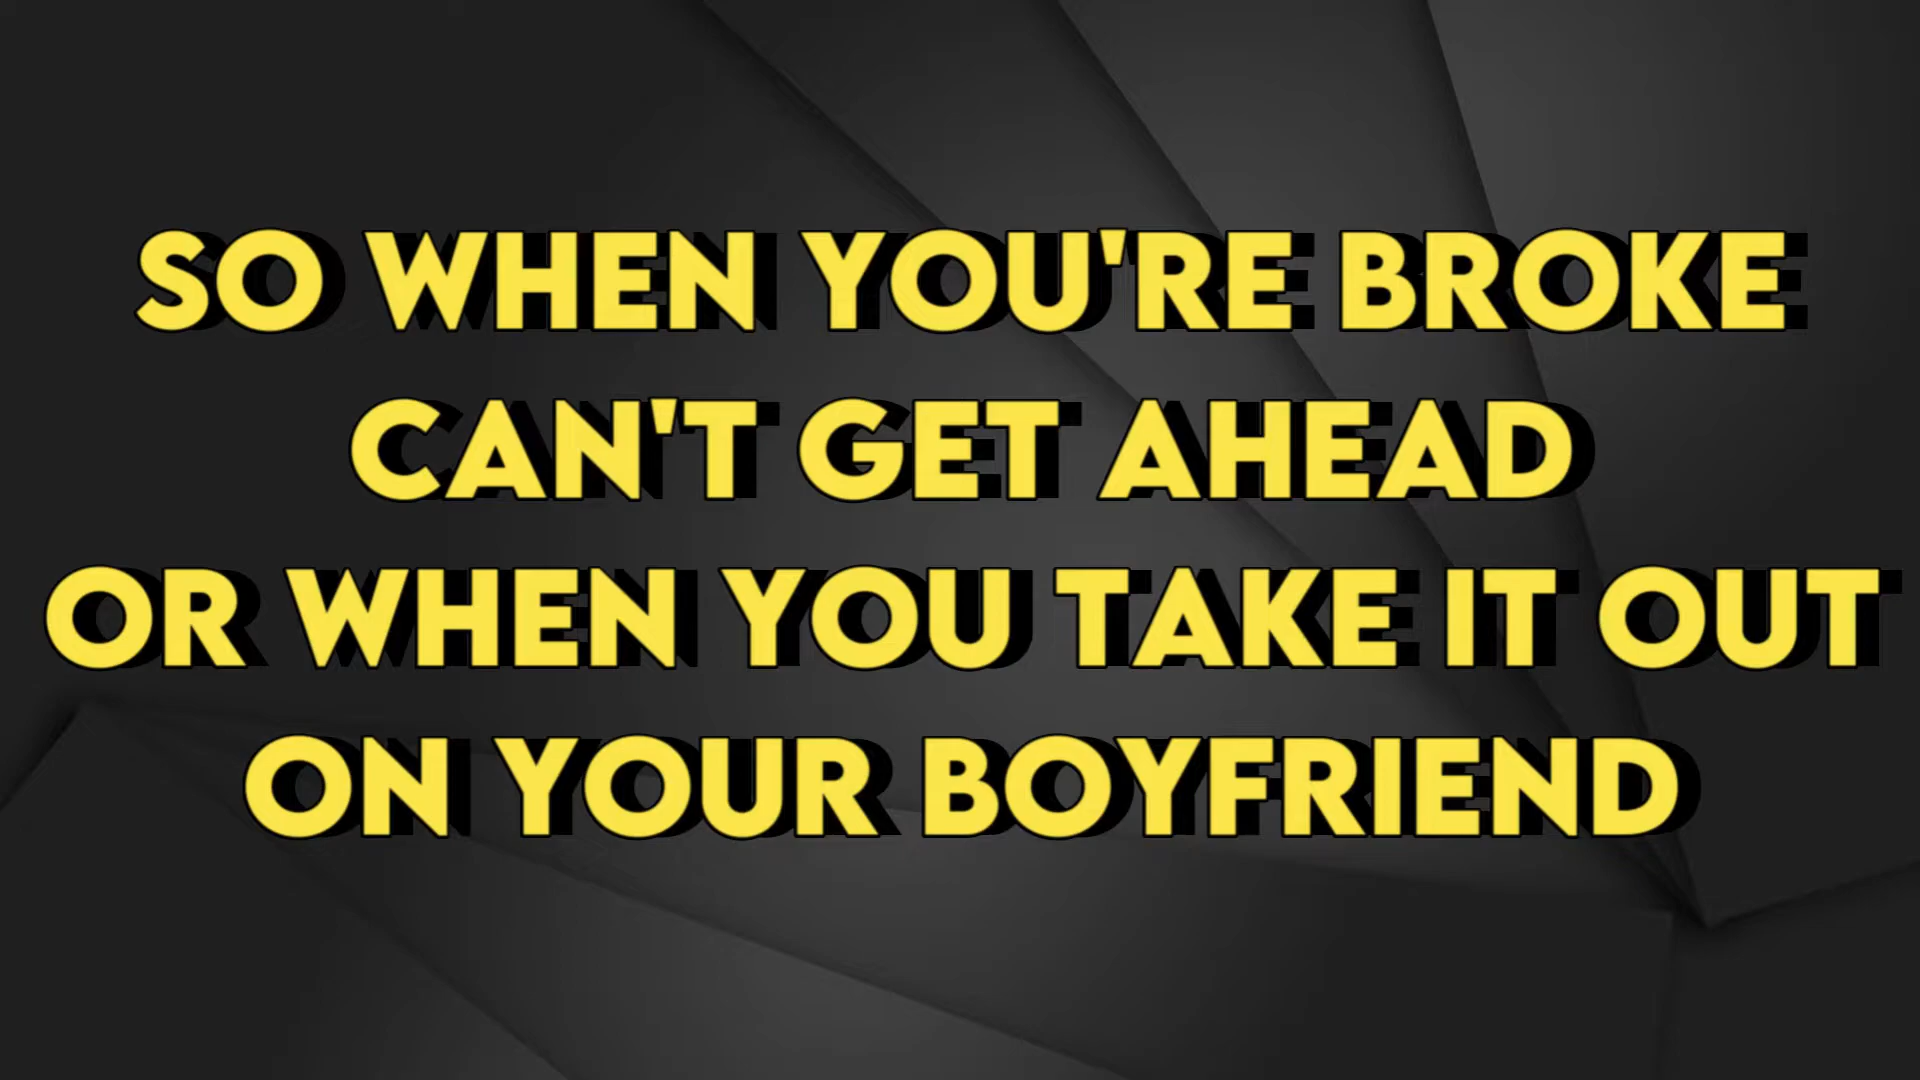 SO WHEN YOU'RE BROKE
CAN'T GET AHEAD
OR WHEN YOU TAKE IT OUT
ON YOUR BOYFRIEND